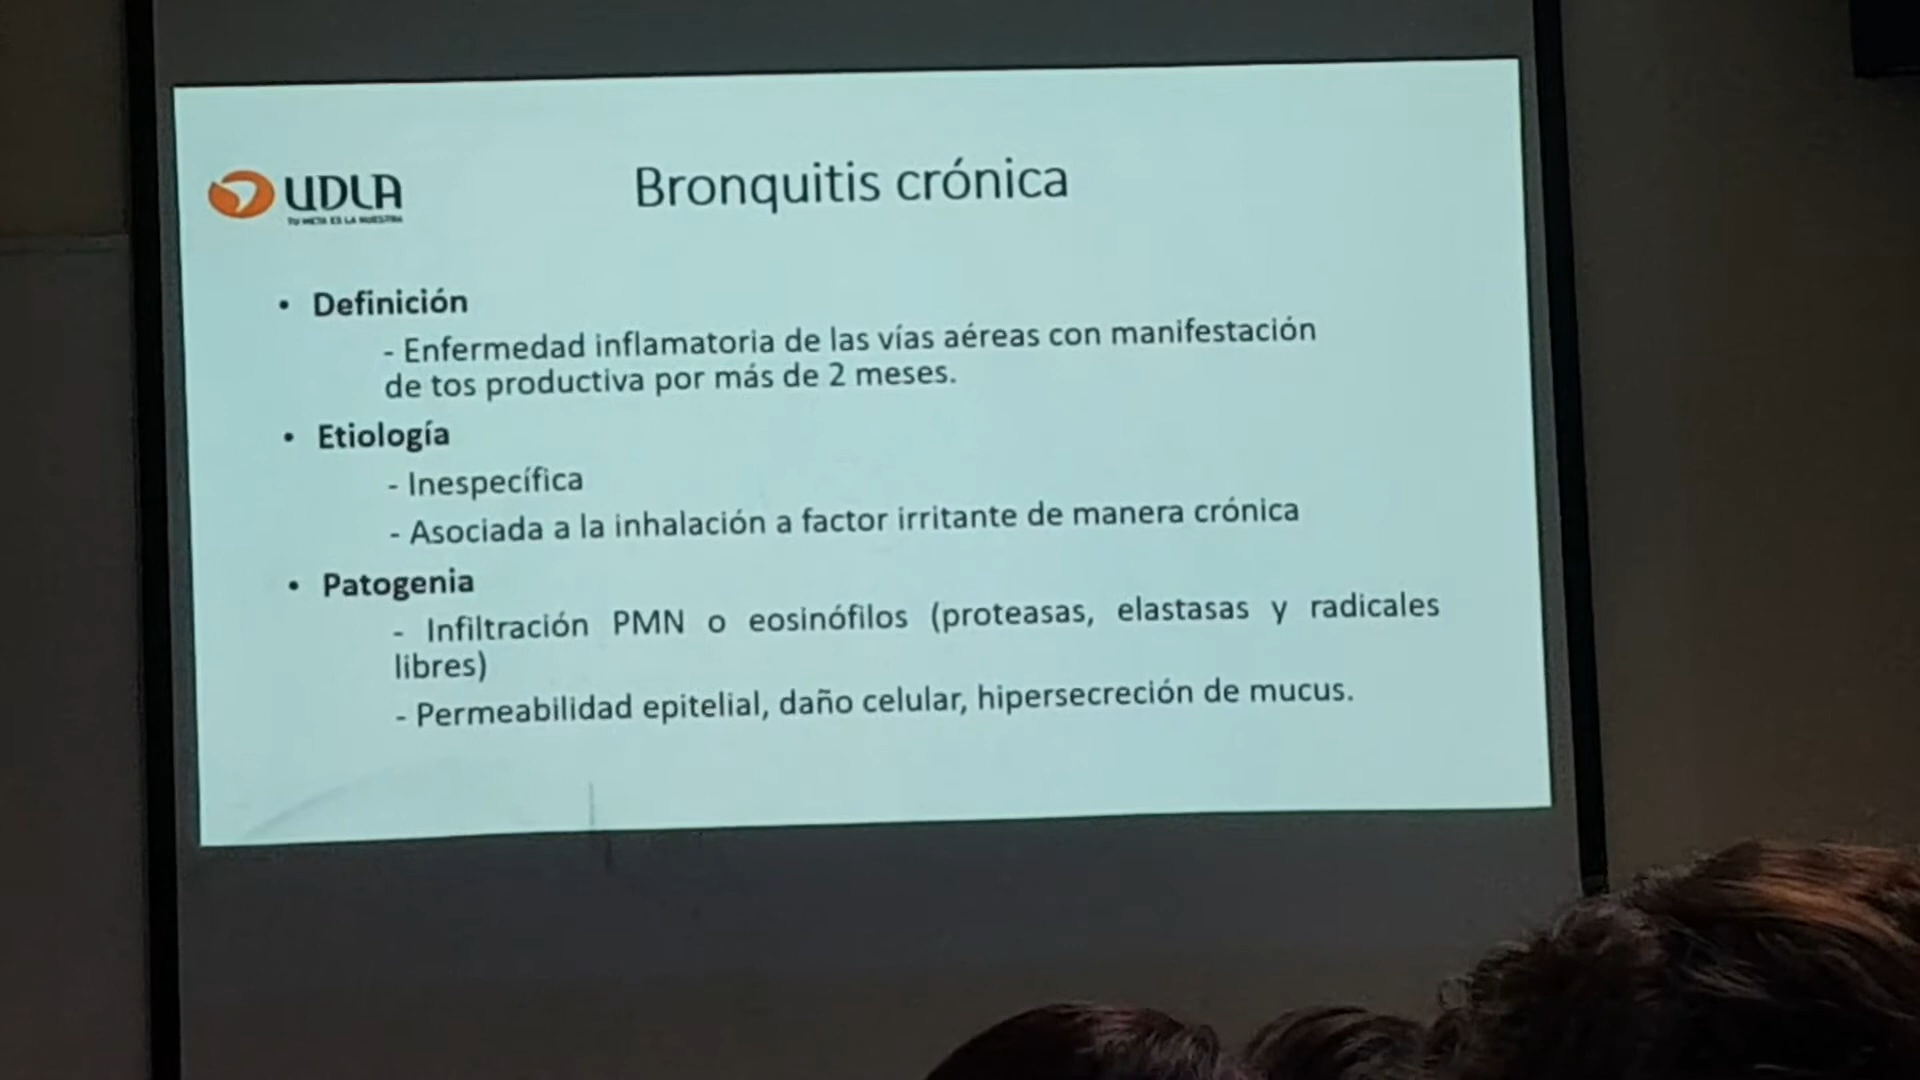 UDLA
TU META ES LA NUESTRA
Bronquitis crónica
• Definición
- Enfermedad inflamatoria de las vías aéreas con manifestación
de tos productiva por más de 2 meses.
• Etiología
- Inespecífica
- Asociada a la inhalación a factor irritante de manera crónica
• Patogenia
- Infiltración PMN o eosinófilos (proteasas, elastasas y radicales
libres)
- Permeabilidad epitelial, daño celular, hipersecreción de mucus.